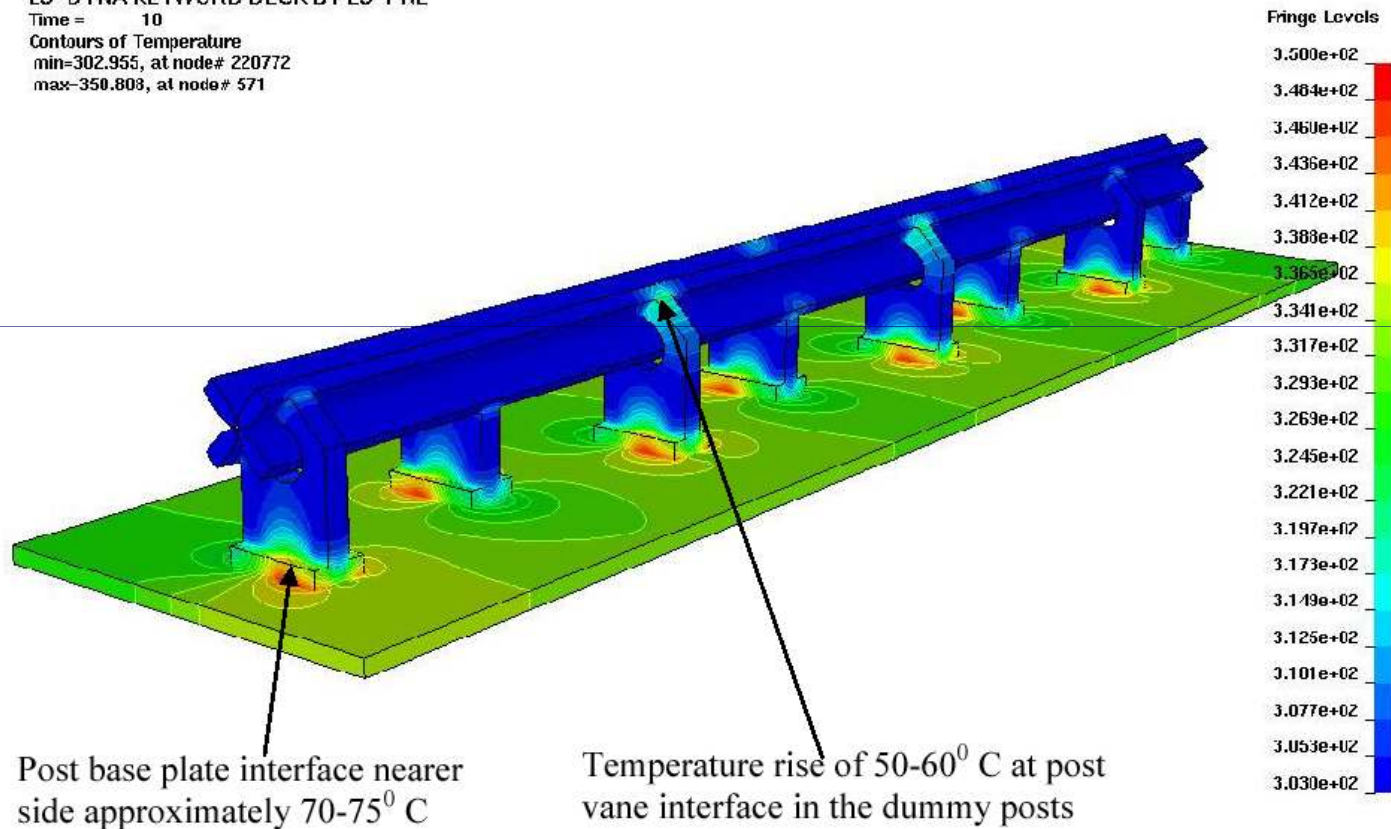 Time = 10
Contours of Temperature
min=302.955, at node# 220772
max=350.808, at node# 571
Fringe Levels
3.500e+02
3.484e+02
3.460e+02
3.436e+02
3.412e+02
3.388e+02
3.365e+02
3.341e+02
3.317e+02
3.293e+02
3.269e+02
3.245e+02
3.221e+02
3.197e+02
3.173e+02
3.149e+02
3.125e+02
3.101e+02
3.077e+02
3.053e+02
3.030e+02
Post base plate interface nearer
side approximately 70-75⁰ C
Temperature rise of 50-60⁰ C at post
vane interface in the dummy posts